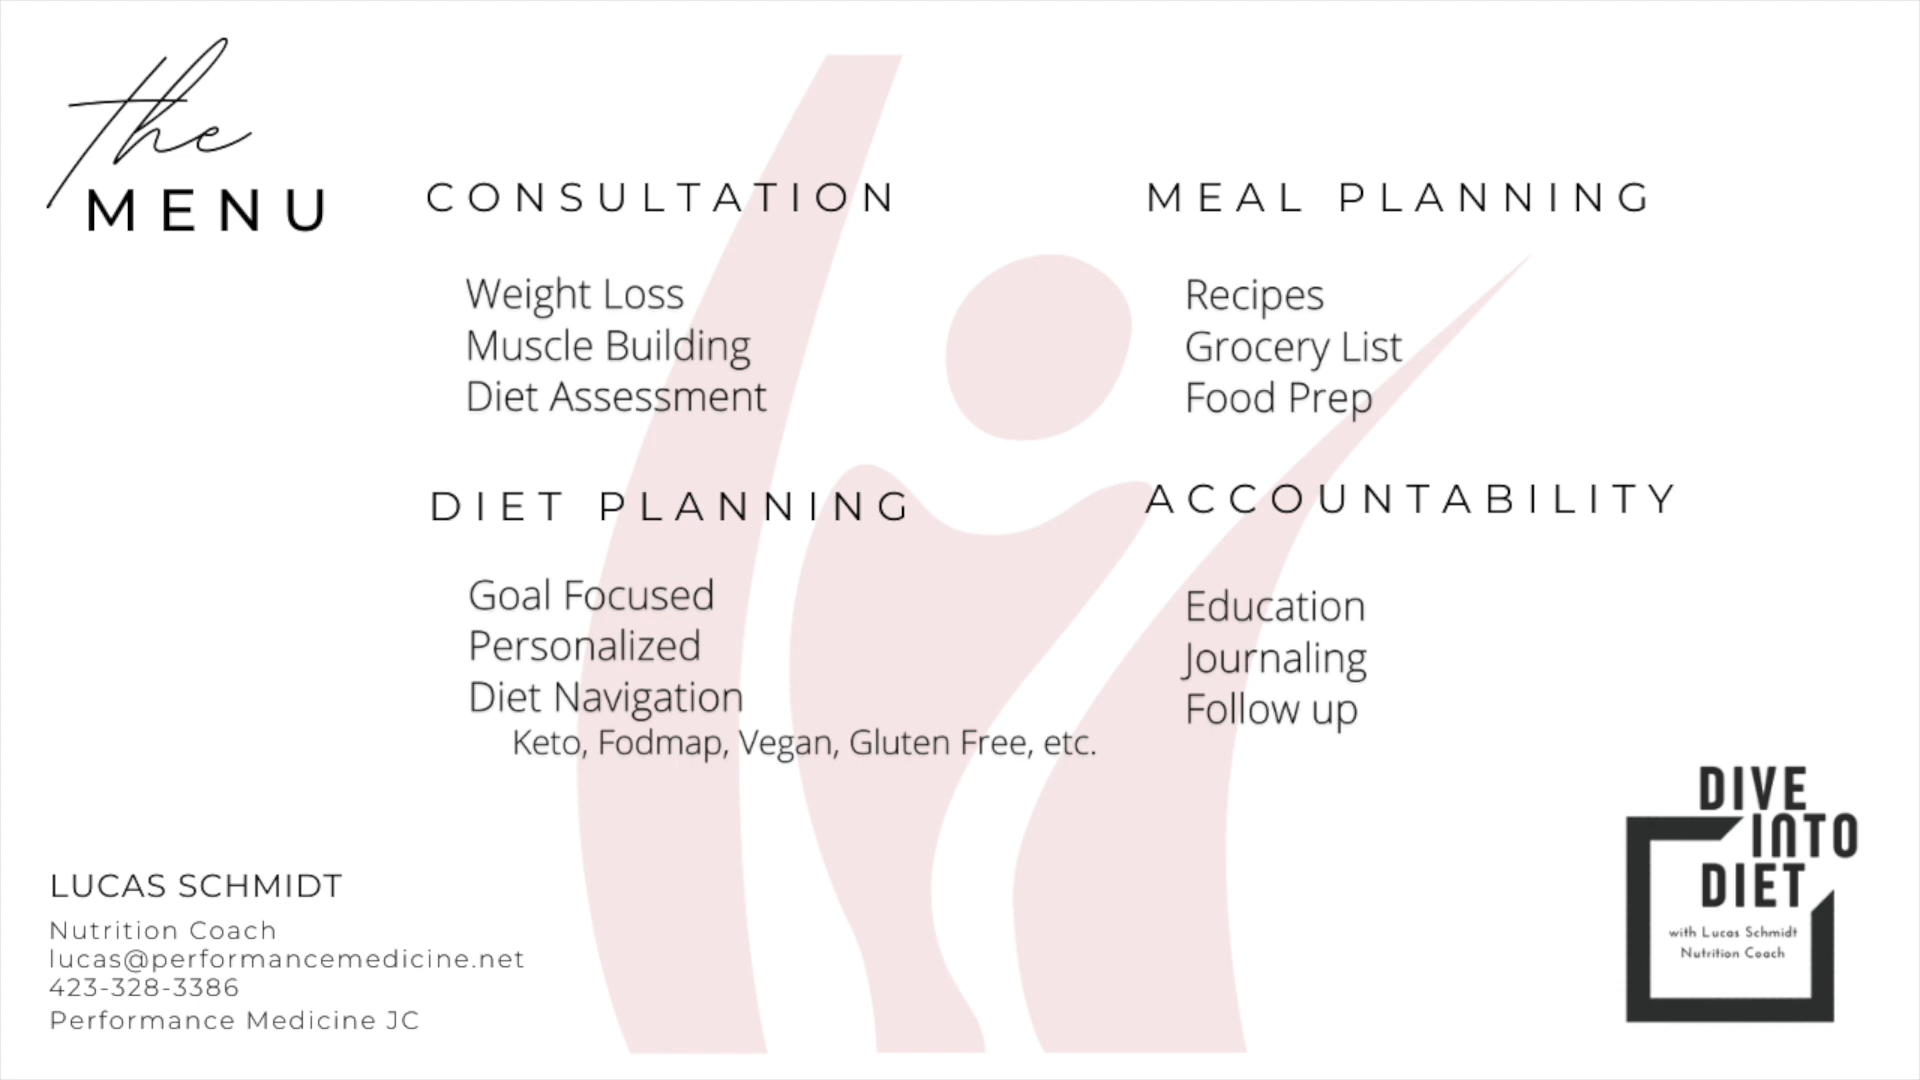 the
MENU
CONSULTATION
Weight Loss
Muscle Building
Diet Assessment
DIET PLANNING
Goal Focused
Personalized
Diet Navigation
Keto, Fodmap, Vegan, Gluten Free, etc.
MEAL PLANNING
Recipes
Grocery List
Food Prep
ACCOUNTABILITY
Education
Journaling
Follow up
LUCAS SCHMIDT
Nutrition Coach
lucas@performancemedicine.net
423-328-3386
Performance Medicine JC
DIVE
INTO
DIET
with Lucas Schmidt
Nutrition Coach